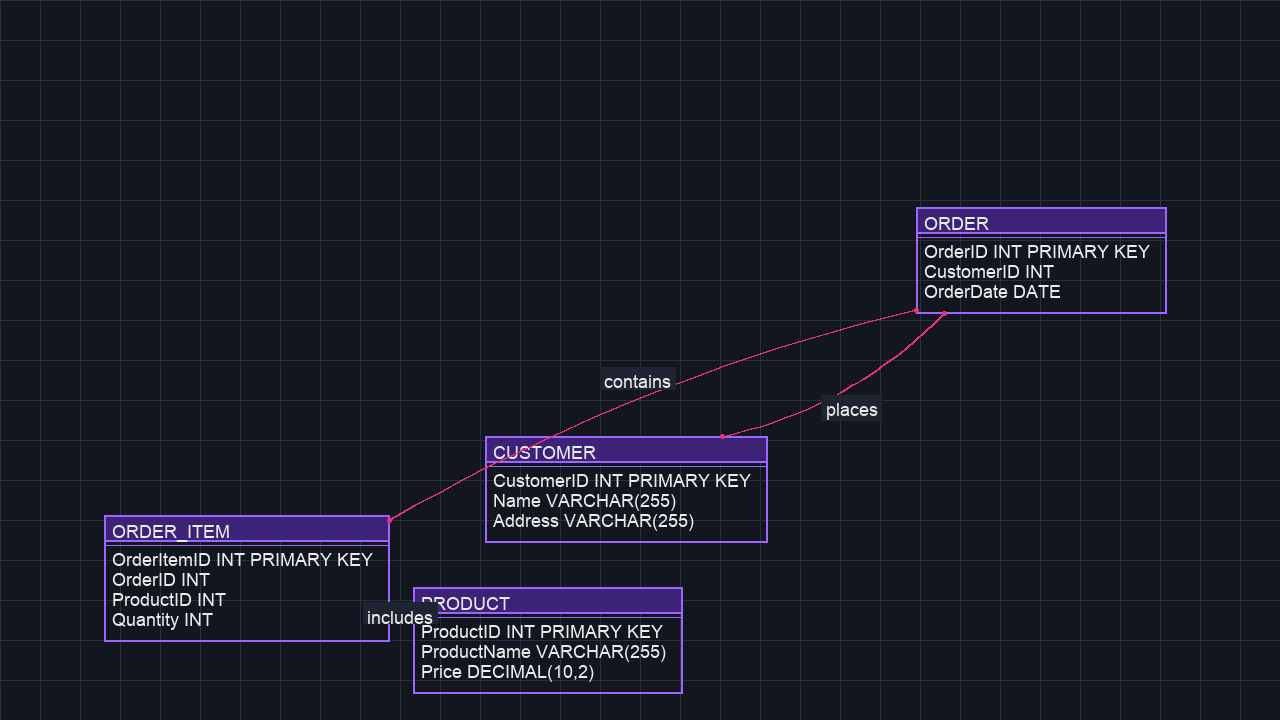 ORDER
OrderID INT PRIMARY KEY
CustomerID INT
OrderDate DATE
contains
places
CUSTOMER
CustomerID INT PRIMARY KEY
Name VARCHAR(255)
Address VARCHAR(255)
ORDER_ITEM
OrderItemID INT PRIMARY KEY
OrderID INT
ProductID INT
Quantity INT
includes
PRODUCT
ProductID INT PRIMARY KEY
ProductName VARCHAR(255)
Price DECIMAL(10,2)